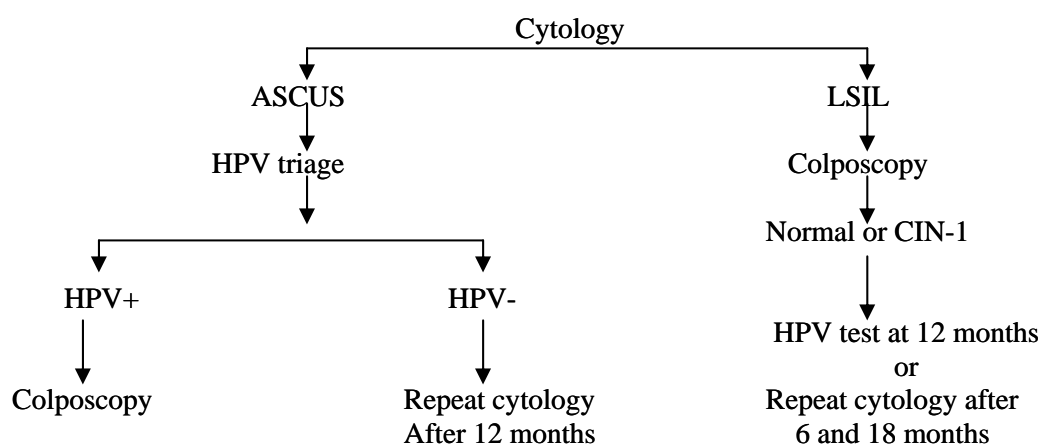 Cytology
ASCUS
LSIL
HPV triage
Colposcopy
Normal or CIN-1
HPV+
HPV-
HPV test at 12 months
or
Colposcopy
Repeat cytology
After 12 months
Repeat cytology after
6 and 18 months